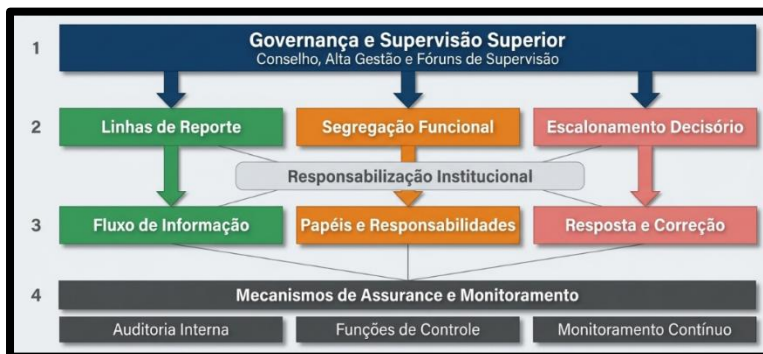 1
Governança e Supervisão Superior
Conselho, Alta Gestão e Fóruns de Supervisão
2
Linhas de Reporte
Segregação Funcional
Escalonamento Decisório
Responsabilização Institucional
3
Fluxo de Informação
Papéis e Responsabilidades
Resposta e Correção
4
Mecanismos de Assurance e Monitoramento
Auditoria Interna
Funções de Controle
Monitoramento Contínuo